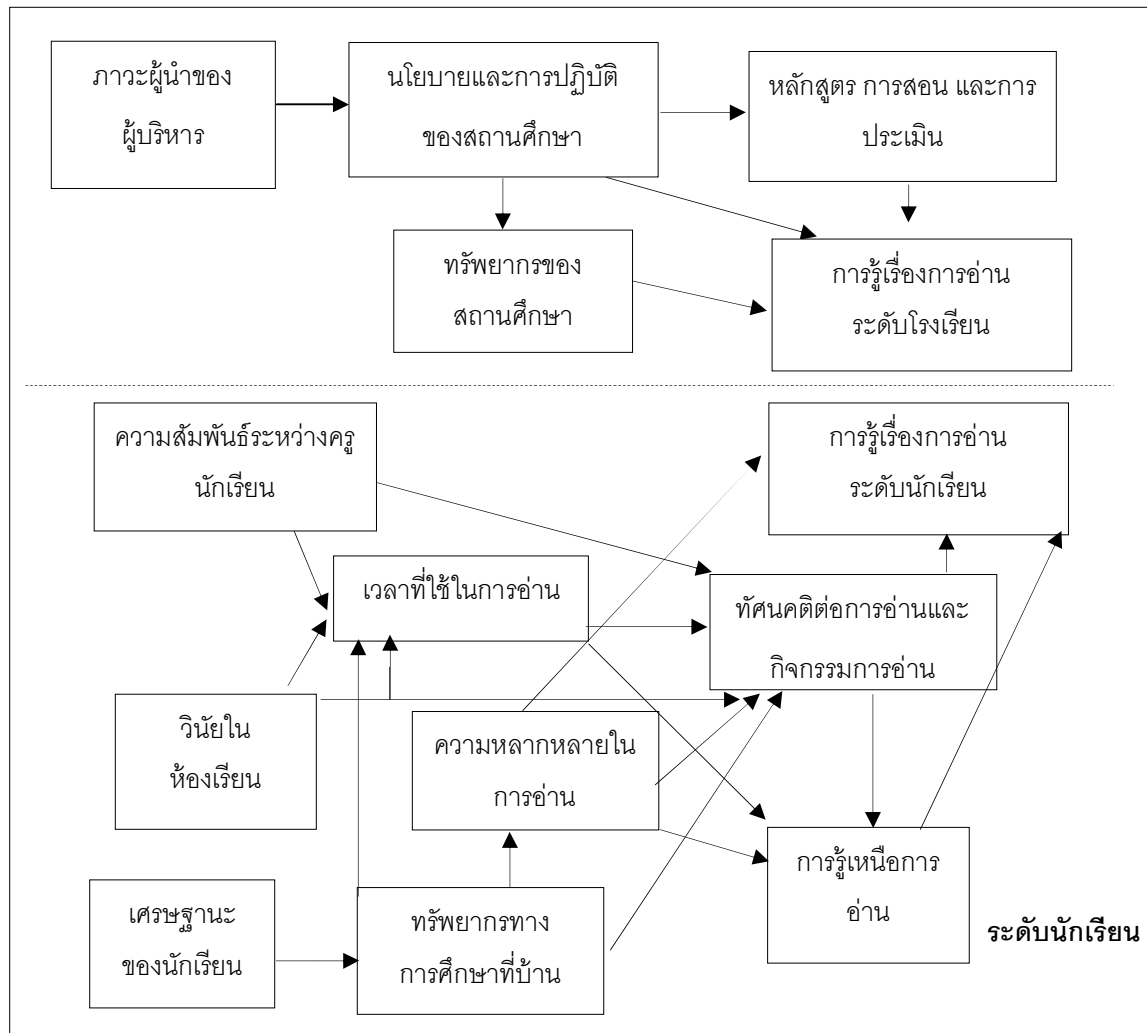 ภาวะผู้นำของ
ผู้บริหาร
นโยบายและการปฏิบัติ
ของสถานศึกษา
หลักสูตร การสอน และการ
ประเมิน
ทรัพยากรของ
สถานศึกษา
การรู้เรื่องการอ่าน
ระดับโรงเรียน
ความสัมพันธ์ระหว่างครู
นักเรียน
การรู้เรื่องการอ่าน
ระดับนักเรียน
เวลาที่ใช้ในการอ่าน
ทัศนคติต่อการอ่านและ
กิจกรรมการอ่าน
วินัยใน
ห้องเรียน
ความหลากหลายใน
การอ่าน
การรู้เหนือการ
อ่าน
เศรษฐานะ
ของนักเรียน
ทรัพยากรทาง
การศึกษาที่บ้าน
ระดับนักเรียน